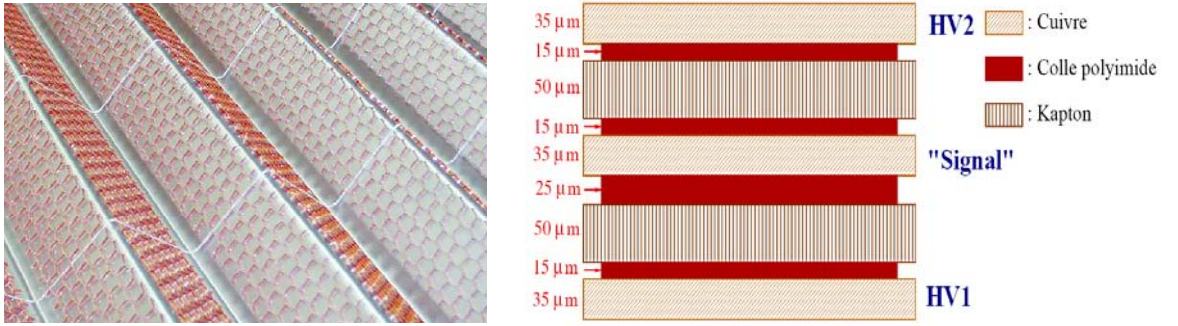 35 µm
HV2
: Cuivre
15 µm
: Colle polyimide
50 µm
: Kapton
15 µm
35 µm
"Signal"
25 µm
50 µm
15 µm
35 µm
HV1